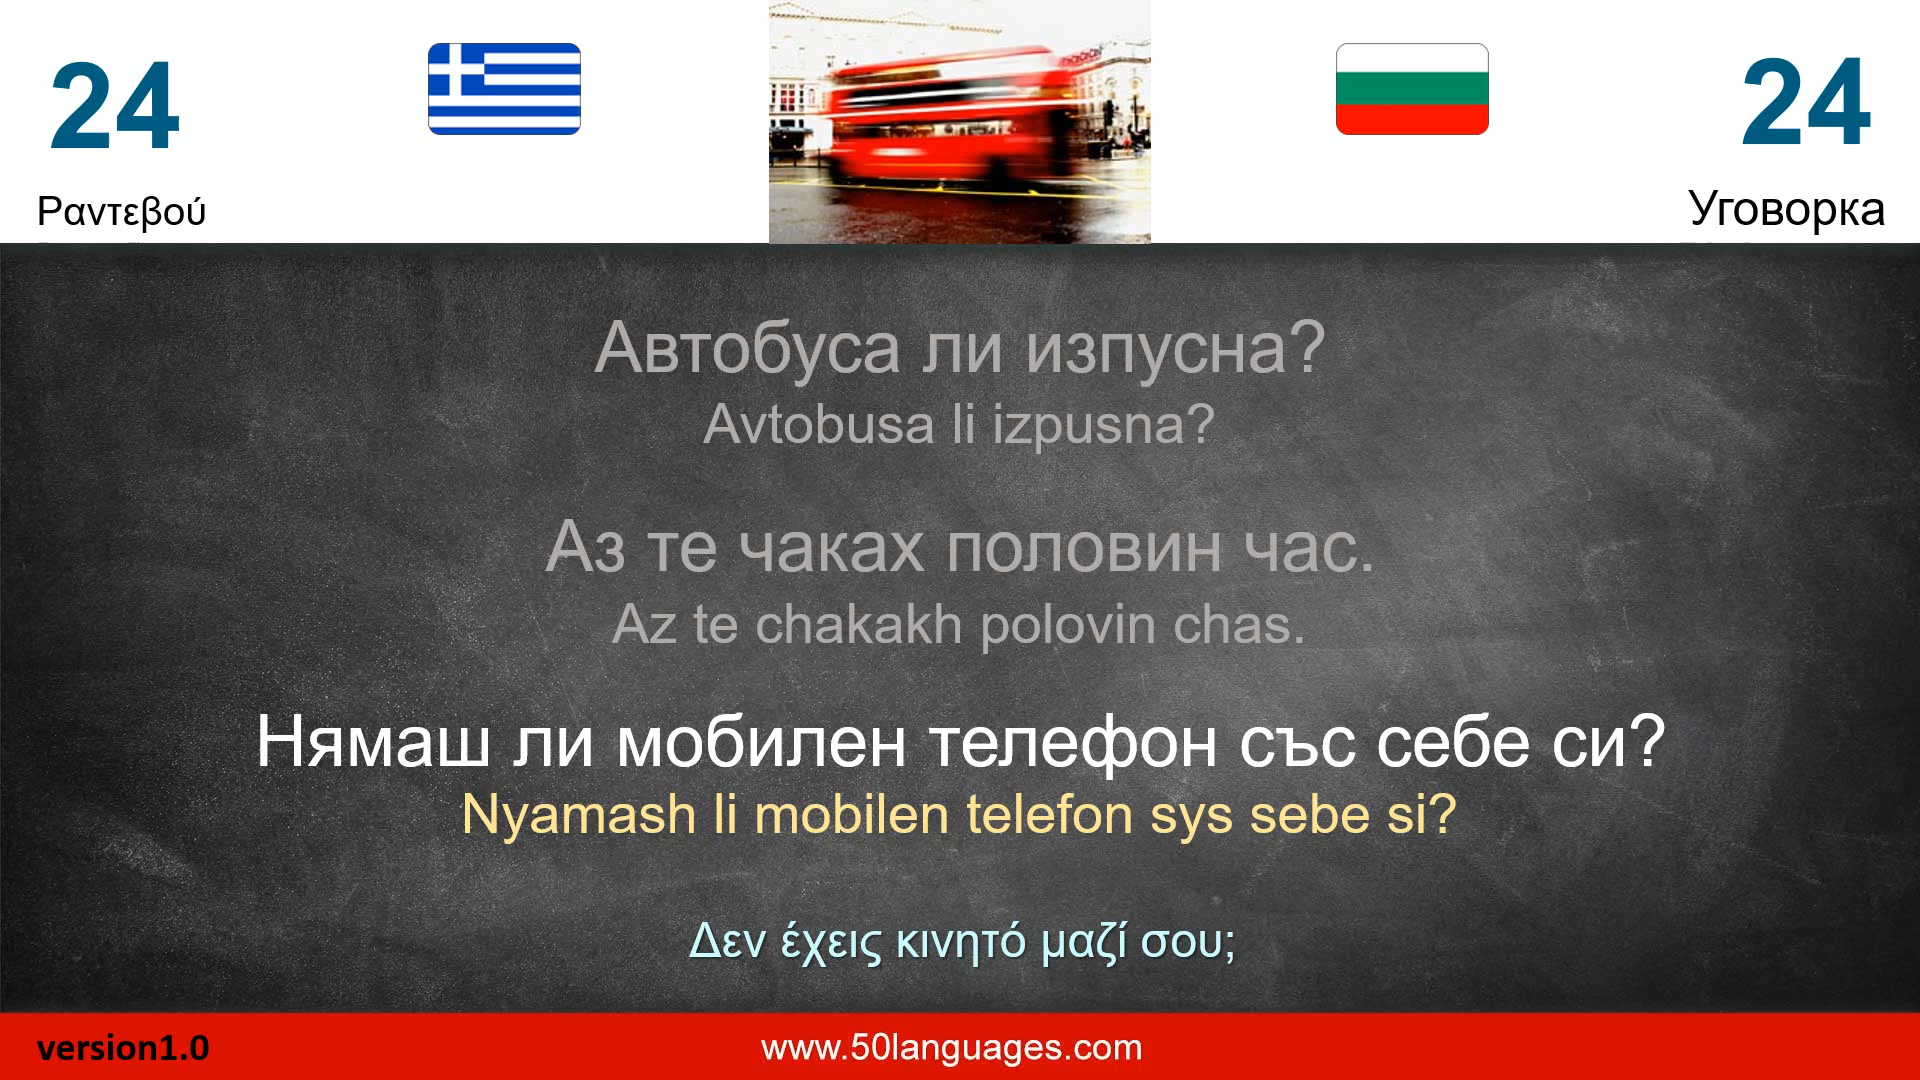 24
24
Ραντεβού
Уговорка
Автобуса ли изпусна?
Avtobusa li izpusna?
Аз те чаках половин час.
Az te chakakh polovin chas.
Нямаш ли мобилен телефон със себе си?
Nyamash li mobilen telefon sys sebe si?
Δεν έχεις κινητό μαζί σου;
version1.0
www.50languages.com